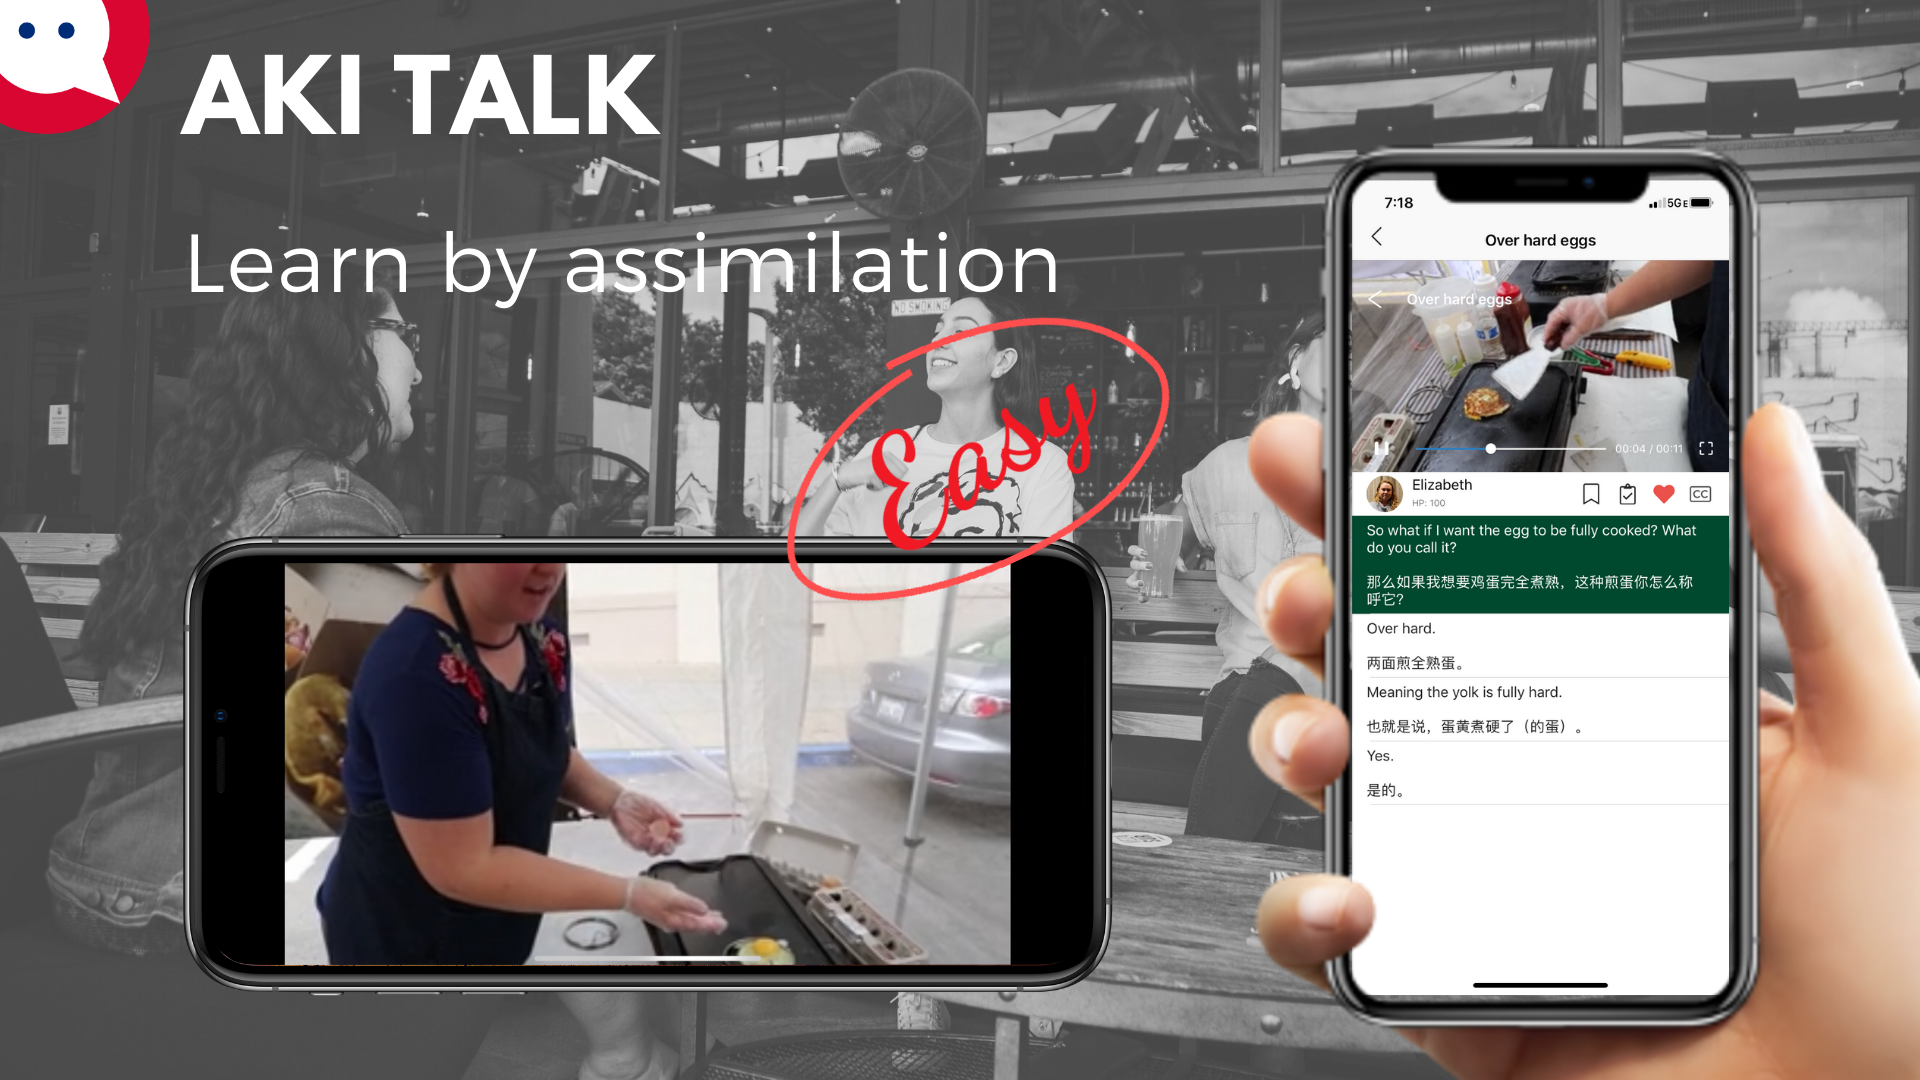 AKI TALK
Learn by assimilation
NO SMOKING
Easy
7:18
5GE
Over hard eggs
Over hard eggs
00:04 / 00:11
Elizabeth
HP: 100
CC
So what if I want the egg to be fully cooked? What
do you call it?
那么如果我想要鸡蛋完全煮熟，这种煎蛋你怎么称
呼它?
Over hard.
两面煎全熟蛋。
Meaning the yolk is fully hard.
也就是说，蛋黄煮硬了（的蛋）。
Yes.
是的。